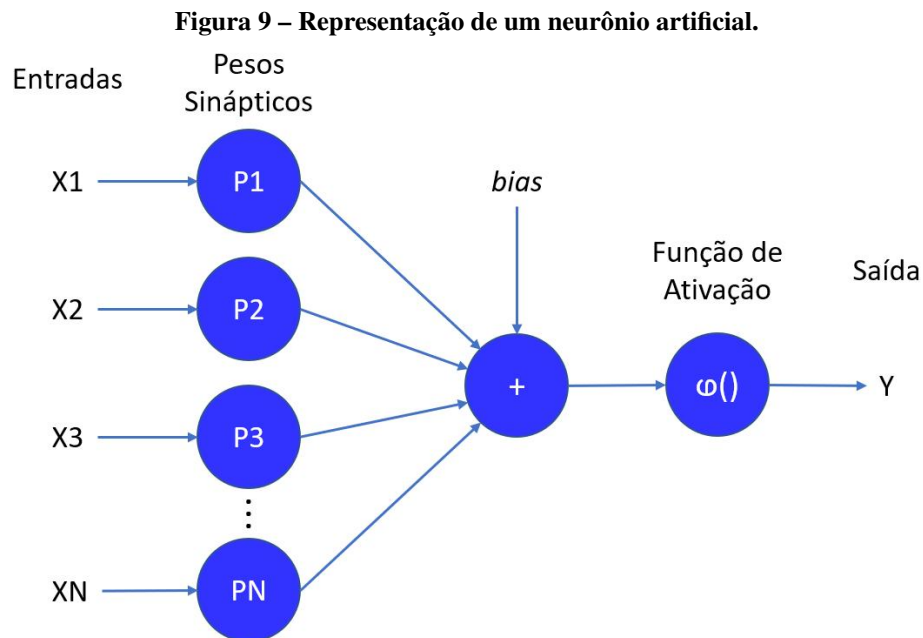 Figura 9 – Representação de um neurônio artificial.
Entradas
Pesos
Sinápticos
X1
P1
bias
X2
P2
Função de
Ativação
Saída
+
φ()
Y
X3
P3
⋮
XN
PN